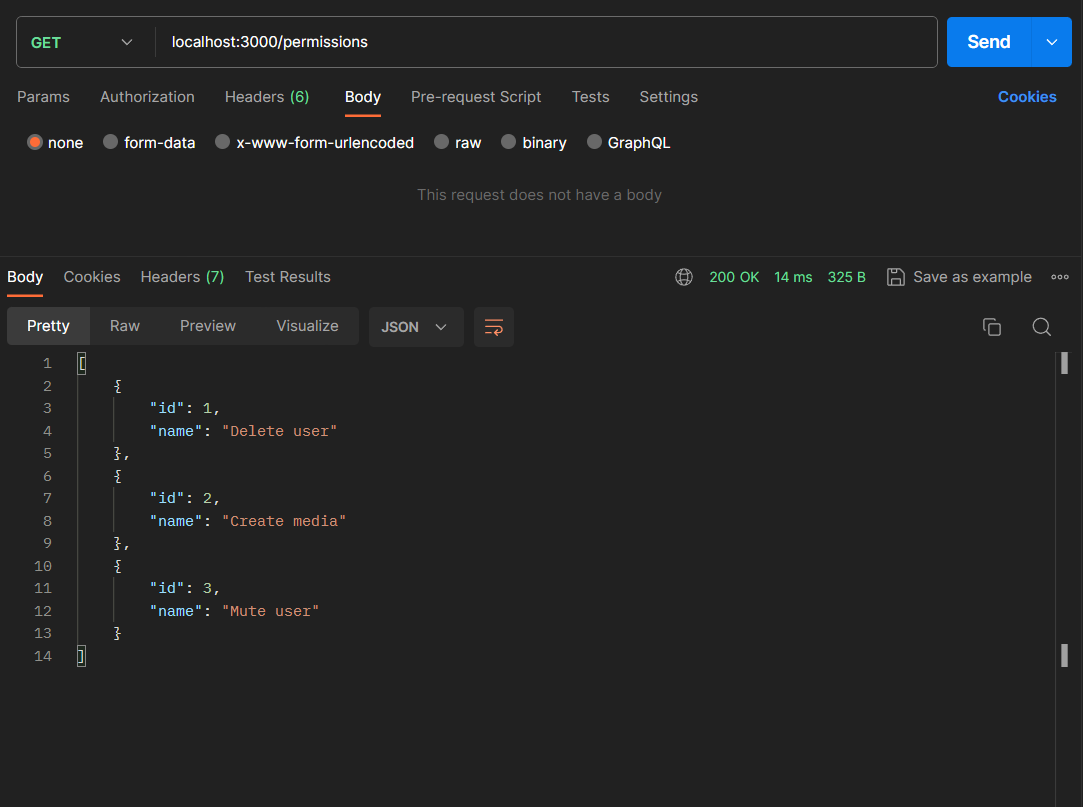 GET localhost:3000/permissions Send
Params Authorization Headers (6) Body Pre-request Script Tests Settings Cookies
none form-data x-www-form-urlencoded raw binary GraphQL
This request does not have a body
Body Cookies Headers (7) Test Results 200 OK 14 ms 325 B Save as example
Pretty Raw Preview Visualize JSON
1 [
2 {
3 "id": 1,
4 "name": "Delete user"
5 },
6 {
7 "id": 2,
8 "name": "Create media"
9 },
10 {
11 "id": 3,
12 "name": "Mute user"
13 }
14 ]